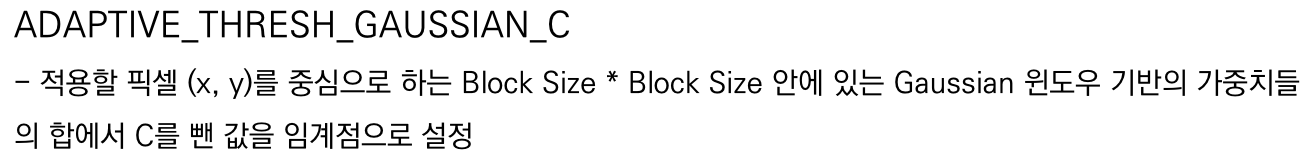 ADAPTIVE_THRESH_GAUSSIAN_C
- 적용할 픽셀 (x, y)를 중심으로 하는 Block Size * Block Size 안에 있는 Gaussian 윈도우 기반의 가중치들
의 합에서 C를 뺀 값을 임계점으로 설정